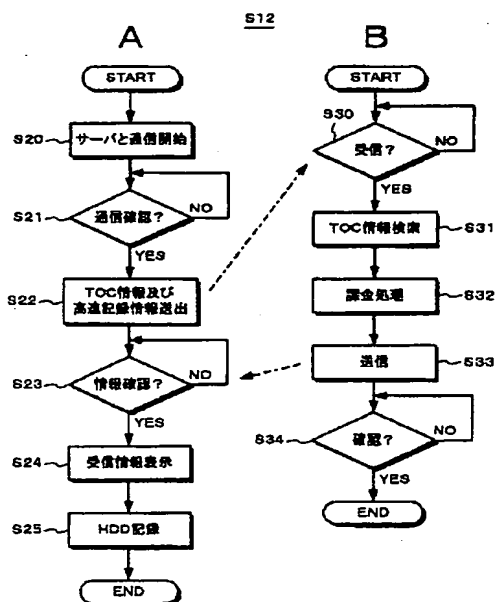 S12
A
START
S20
サーバと通信開始
S21
通信確認？
NO
YES
S22
TOC情報及び
高速記録情報送出
S23
情報確認？
NO
YES
S24
受信情報表示
S25
HDD記録
END
B
START
S30
受信？
NO
YES
TOC情報検索
S31
課金処理
S32
送信
S33
S34
確認？
NO
YES
END